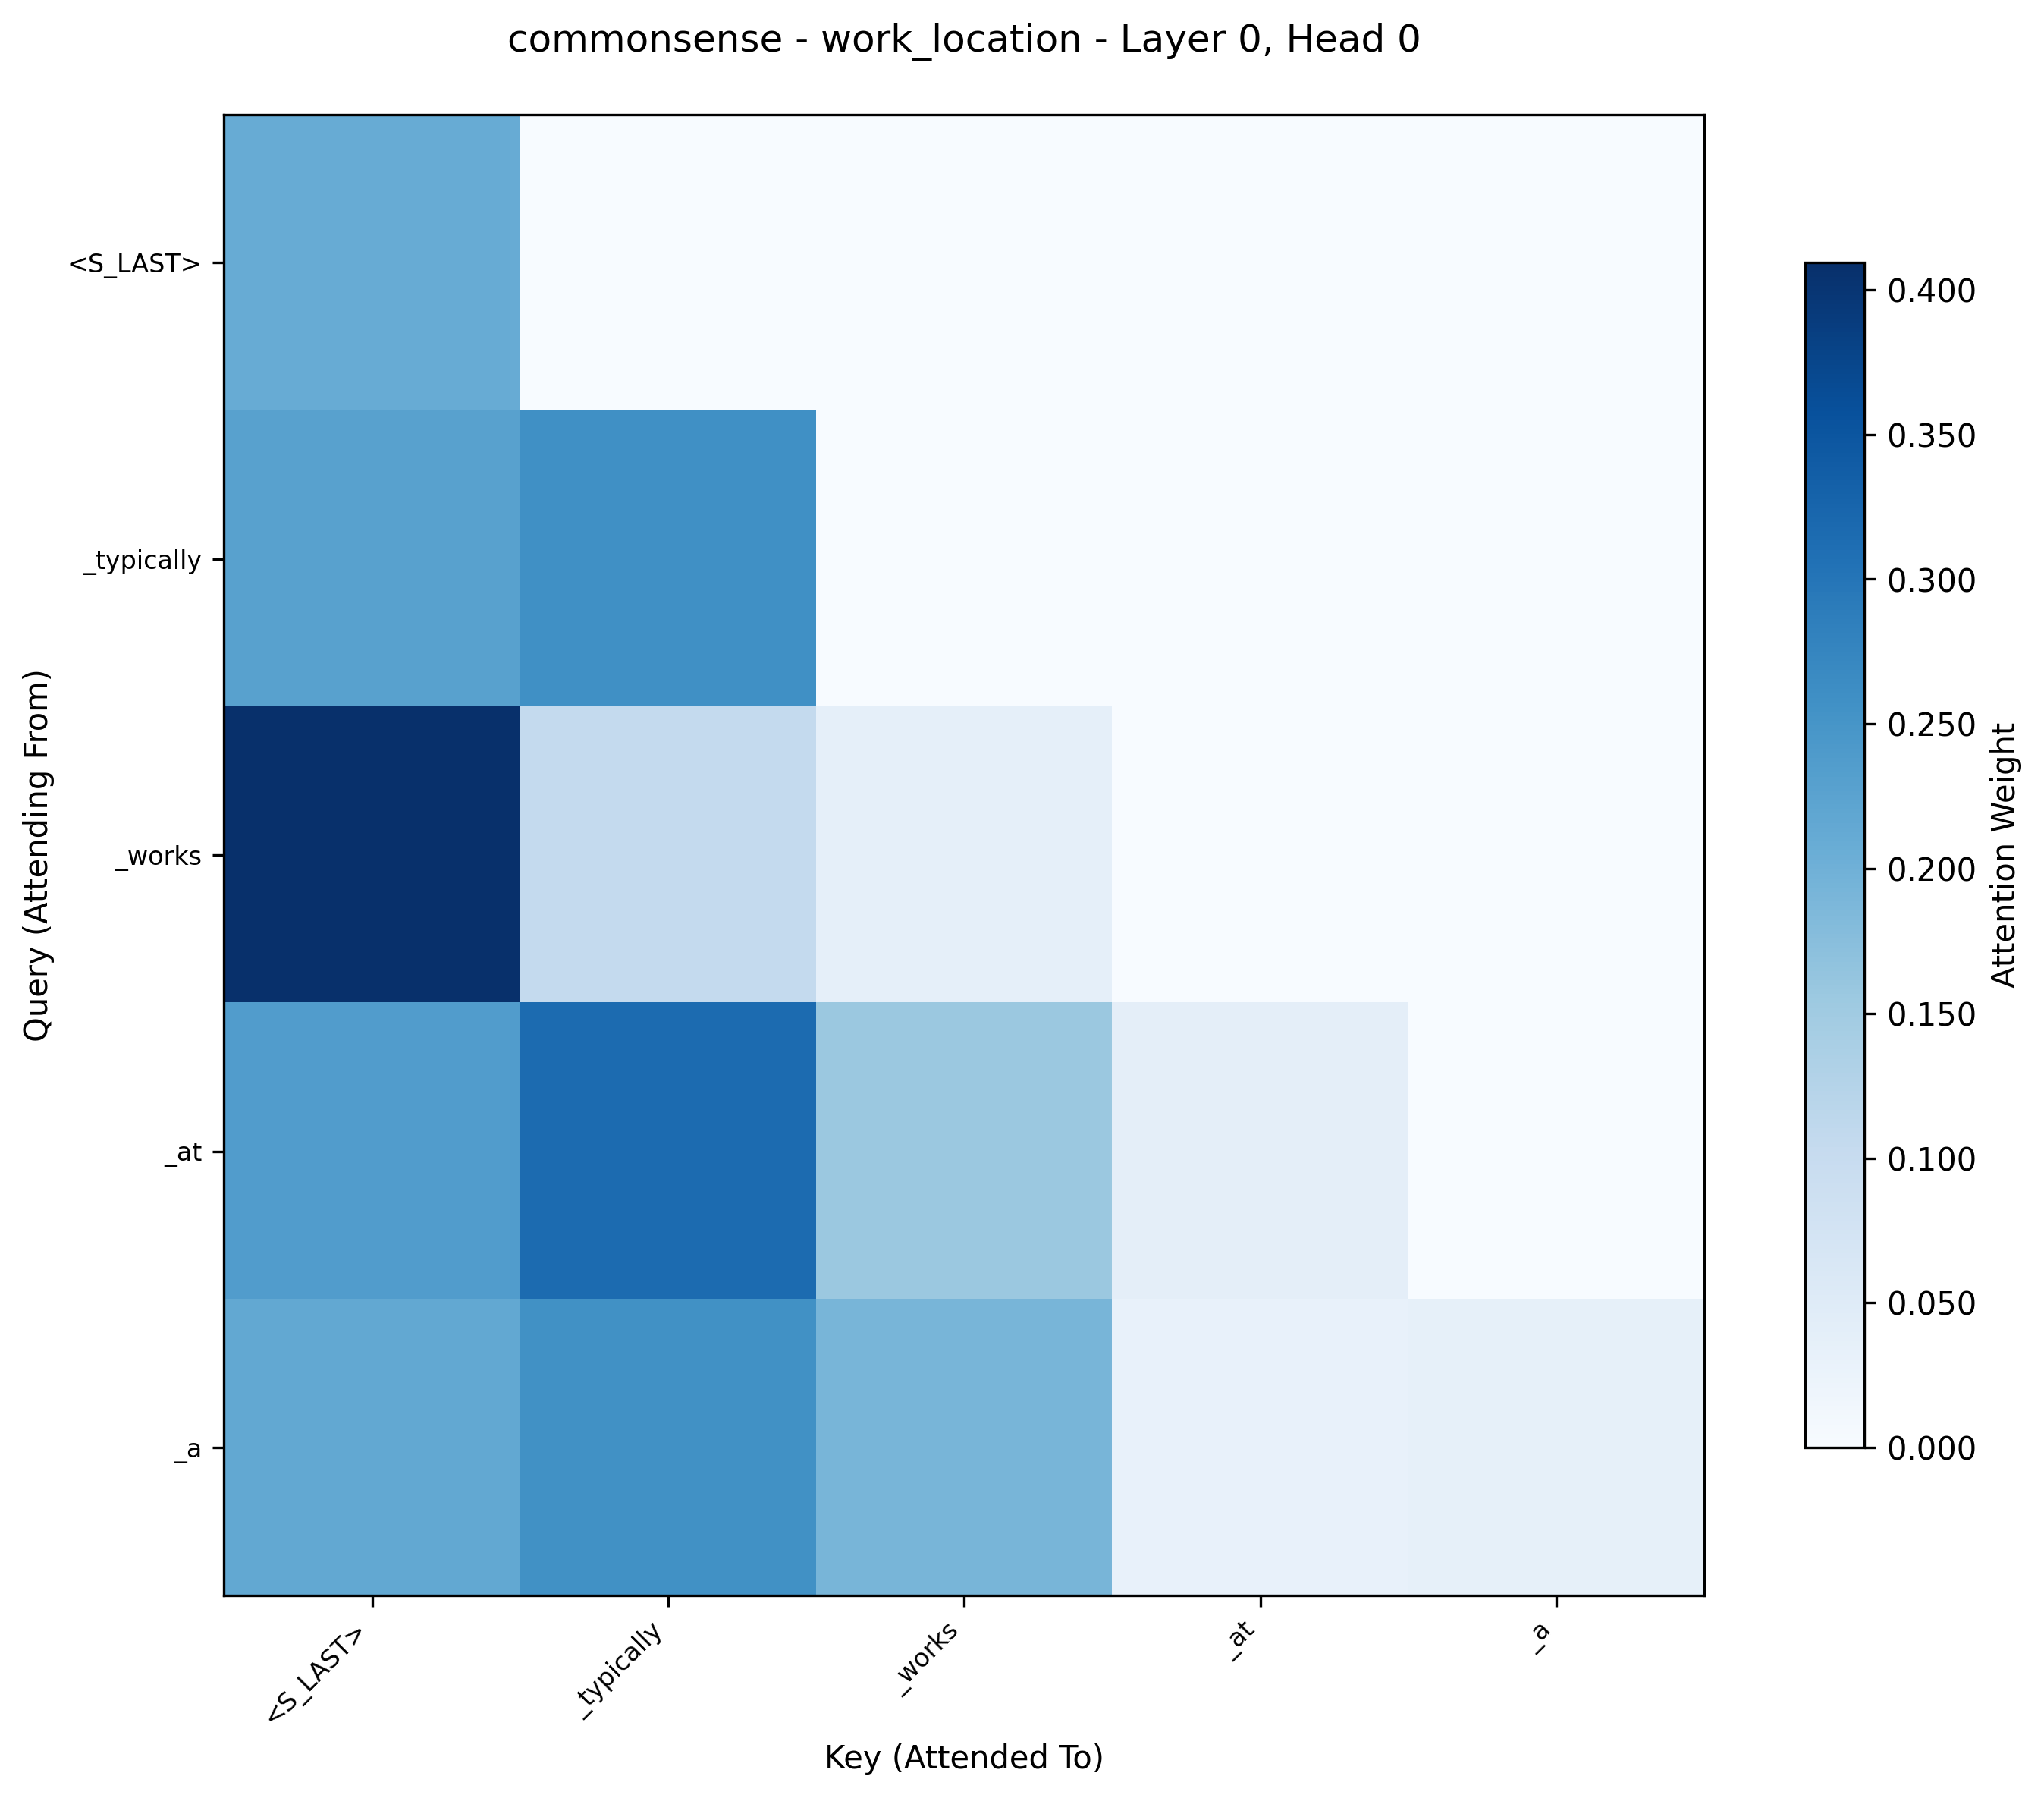 commonsense - work_location - Layer 0, Head 0
<S_LAST>
_typically
_works
_at
_a
Query (Attending From)
<S_LAST>
_typically
_works
_at
_a
Key (Attended To)
0.400
0.350
0.300
0.250
0.200
0.150
0.100
0.050
0.000
Attention Weight